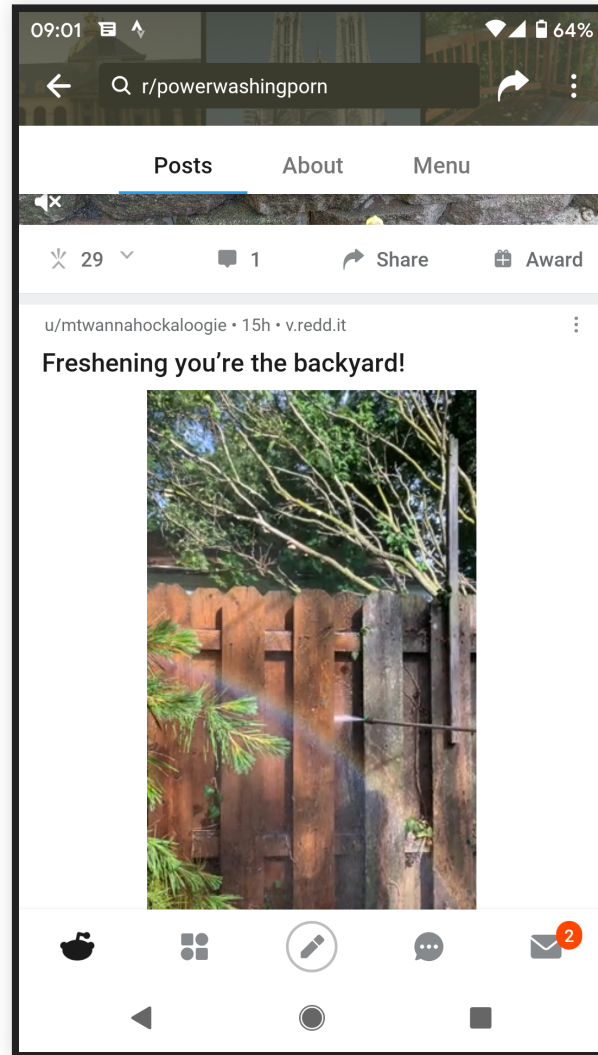 09:01
64%
r/powerwashingporn
Posts About Menu
29 1 Share Award
u/mtwannahockaloogie • 15h • v.redd.it
Freshening you’re the backyard!
2